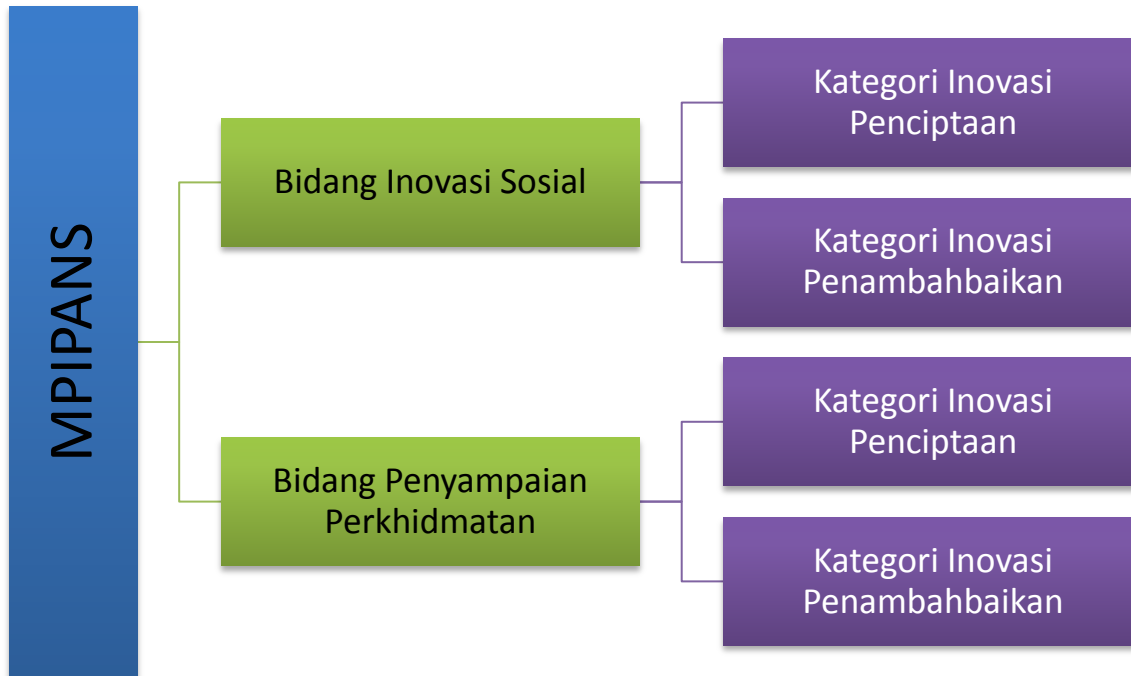 MPIPANS
Bidang Inovasi Sosial
Kategori Inovasi
Penciptaan
Kategori Inovasi
Penambahbaikan
Bidang Penyampaian
Perkhidmatan
Kategori Inovasi
Penciptaan
Kategori Inovasi
Penambahbaikan